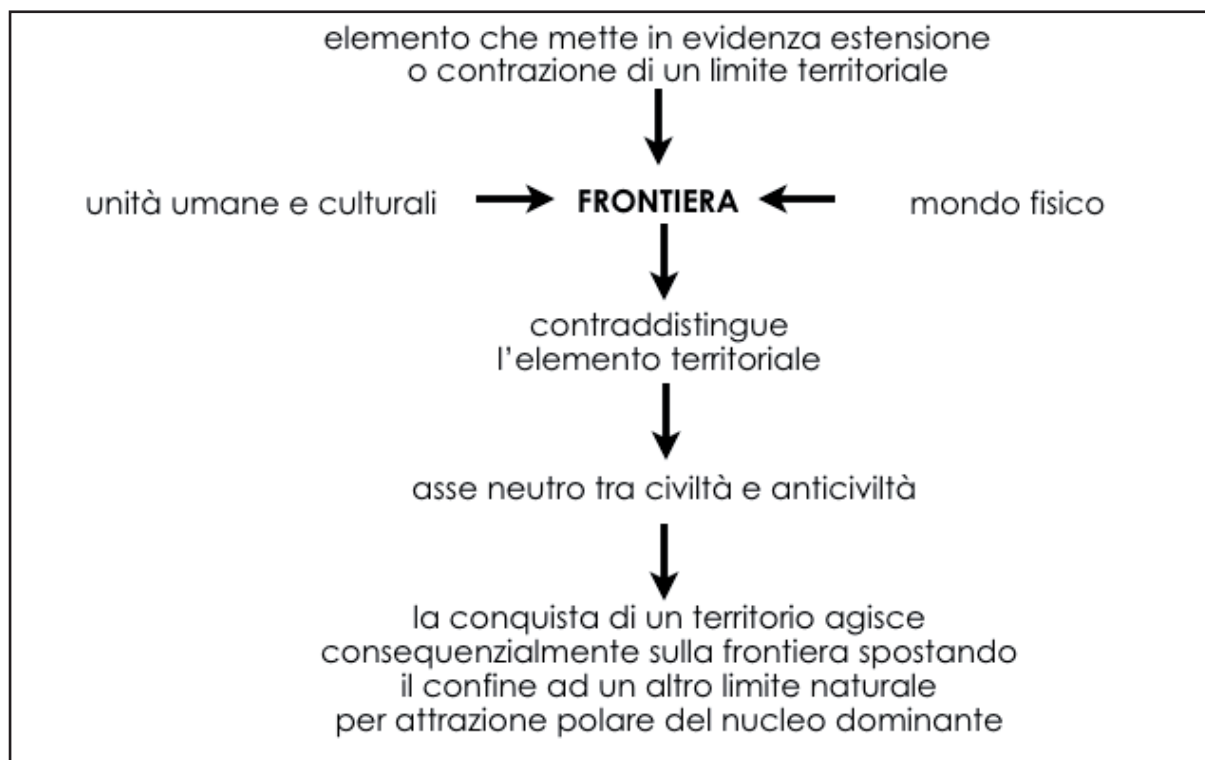 elemento che mette in evidenza estensione
o contrazione di un limite territoriale
unità umane e culturali
FRONTIERA
mondo fisico
contraddistingue
l'elemento territoriale
asse neutro tra civiltà e anticiviltà
la conquista di un territorio agisce
consequenzialmente sulla frontiera spostando
il confine ad un altro limite naturale
per attrazione polare del nucleo dominante